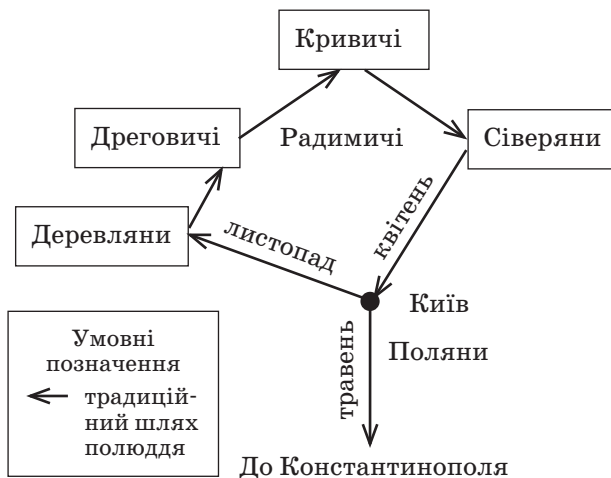 Кривичі
Дреговичі
Радимичі
Сіверяни
Деревляни
листопад
квітень
Київ
Поляни
травень
До Константинополя
Умовні
позначення
традицій-
ний шлях
полюддя